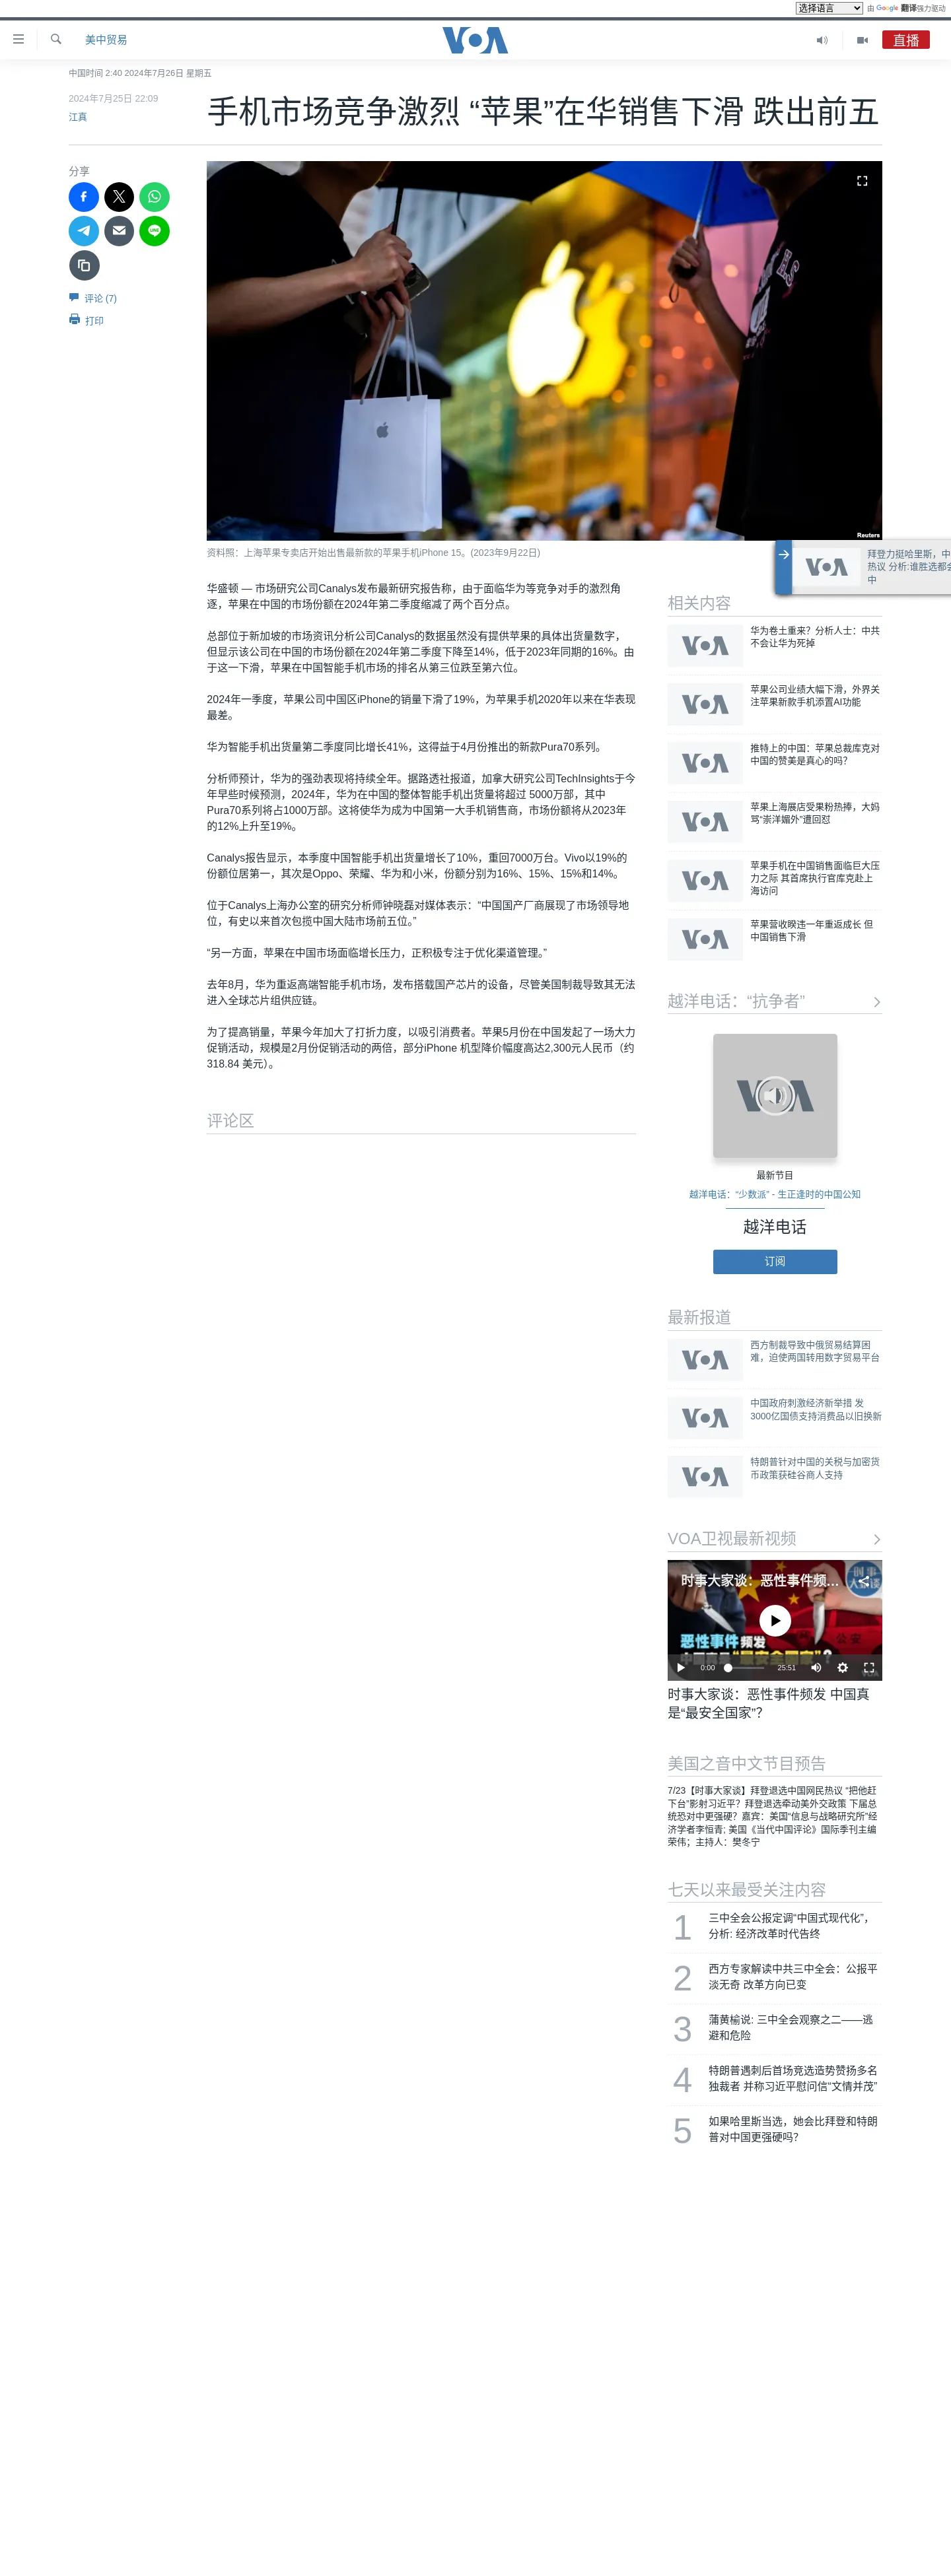 选择语言
由 Google 翻译强力驱动
美中贸易
VOA
直播
中国时间 2:40 2024年7月26日 星期五
2024年7月25日 22:09
江真
手机市场竞争激烈 “苹果”在华销售下滑 跌出前五
分享
评论 (7)
打印
Reuters
资料照：上海苹果专卖店开始出售最新款的苹果手机iPhone 15。(2023年9月22日)
华盛顿 — 市场研究公司Canalys发布最新研究报告称，由于面临华为等竞争对手的激烈角
逐，苹果在中国的市场份额在2024年第二季度缩减了两个百分点。
总部位于新加坡的市场资讯分析公司Canalys的数据虽然没有提供苹果的具体出货量数字，
但显示该公司在中国的市场份额在2024年第二季度下降至14%，低于2023年同期的16%。由
于这一下滑，苹果在中国智能手机市场的排名从第三位跌至第六位。
2024年一季度，苹果公司中国区iPhone的销量下滑了19%，为苹果手机2020年以来在华表现
最差。
华为智能手机出货量第二季度同比增长41%，这得益于4月份推出的新款Pura70系列。
分析师预计，华为的强劲表现将持续全年。据路透社报道，加拿大研究公司TechInsights于今
年早些时候预测，2024年，华为在中国的整体智能手机出货量将超过 5000万部，其中
Pura70系列将占1000万部。这将使华为成为中国第一大手机销售商，市场份额将从2023年
的12%上升至19%。
Canalys报告显示，本季度中国智能手机出货量增长了10%，重回7000万台。Vivo以19%的
份额位居第一，其次是Oppo、荣耀、华为和小米，份额分别为16%、15%、15%和14%。
位于Canalys上海办公室的研究分析师钟晓磊对媒体表示：“中国国产厂商展现了市场领导地
位，有史以来首次包揽中国大陆市场前五位。”
“另一方面，苹果在中国市场面临增长压力，正积极专注于优化渠道管理。”
去年8月，华为重返高端智能手机市场，发布搭载国产芯片的设备，尽管美国制裁导致其无法
进入全球芯片组供应链。
为了提高销量，苹果今年加大了打折力度，以吸引消费者。苹果5月份在中国发起了一场大力
促销活动，规模是2月份促销活动的两倍，部分iPhone 机型降价幅度高达2,300元人民币（约
318.84 美元）。
评论区
VOA
拜登力挺哈里斯，中
热议 分析:谁胜选都会
中
相关内容
VOA
华为卷土重来？分析人士：中共
不会让华为死掉
VOA
苹果公司业绩大幅下滑，外界关
注苹果新款手机添置AI功能
VOA
推特上的中国：苹果总裁库克对
中国的赞美是真心的吗？
VOA
苹果上海展店受果粉热捧，大妈
骂“崇洋媚外”遭回怼
VOA
苹果手机在中国销售面临巨大压
力之际 其首席执行官库克赴上
海访问
VOA
苹果营收暌违一年重返成长 但
中国销售下滑
越洋电话：“抗争者”
VOA
最新节目
越洋电话：“少数派” - 生正逢时的中国公知
越洋电话
订阅
最新报道
VOA
西方制裁导致中俄贸易结算困
难，迫使两国转用数字贸易平台
VOA
中国政府刺激经济新举措 发
3000亿国债支持消费品以旧换新
VOA
特朗普针对中国的关税与加密货
币政策获硅谷商人支持
VOA卫视最新视频
时事大家谈：恶性事件频…
时事
大家谈
恶性事件频发
0:00
25:51
时事大家谈：恶性事件频发 中国真
是“最安全国家”？
美国之音中文节目预告
7/23【时事大家谈】拜登退选中国网民热议 “把他赶
下台”影射习近平？拜登退选牵动美外交政策 下届总
统恐对中更强硬？嘉宾：美国“信息与战略研究所”经
济学者李恒青; 美国《当代中国评论》国际季刊主编
荣伟；主持人：樊冬宁
七天以来最受关注内容
1
三中全会公报定调“中国式现代化”，
分析: 经济改革时代告终
2
西方专家解读中共三中全会：公报平
淡无奇 改革方向已变
3
蒲黄榆说: 三中全会观察之二——逃
避和危险
4
特朗普遇刺后首场竞选造势赞扬多名
独裁者 并称习近平慰问信“文情并茂”
5
如果哈里斯当选，她会比拜登和特朗
普对中国更强硬吗？